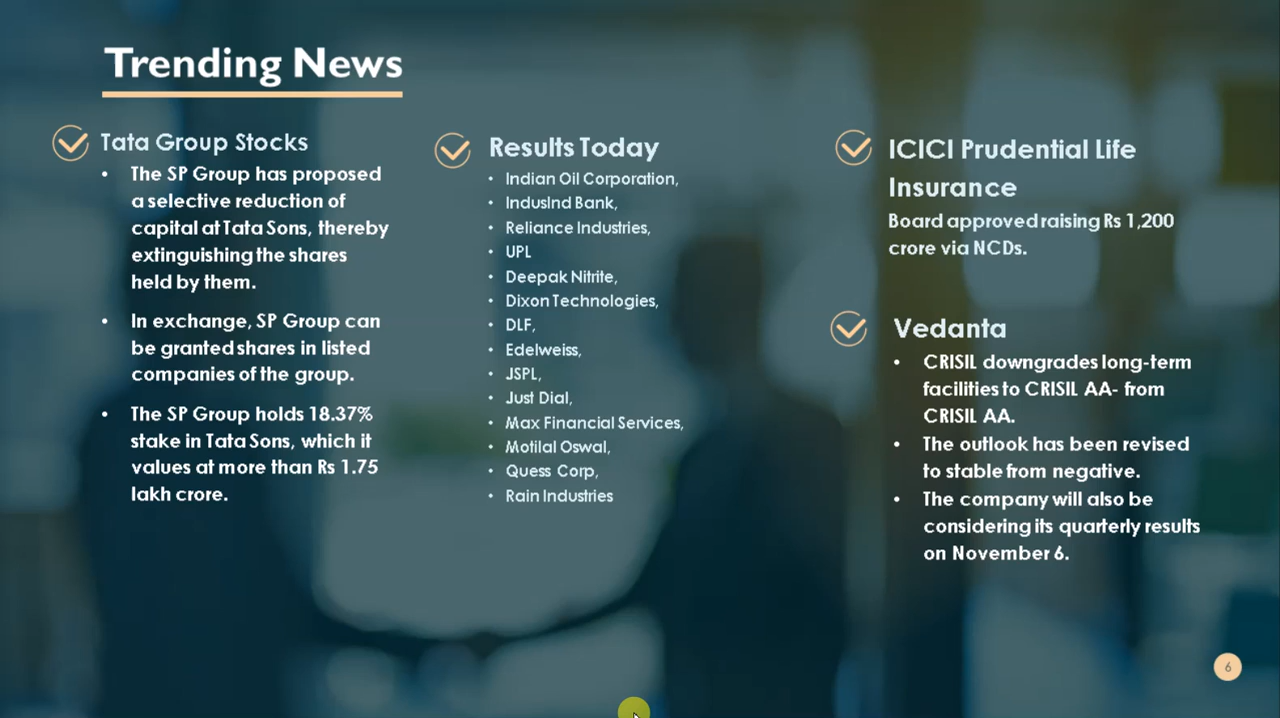 Trending News
Tata Group Stocks
• The SP Group has proposed
a selective reduction of
capital at Tata Sons, thereby
extinguishing the shares
held by them.
• In exchange, SP Group can
be granted shares in listed
companies of the group.
• The SP Group holds 18.37%
stake in Tata Sons, which it
values at more than Rs 1.75
lakh crore.
Results Today
• Indian Oil Corporation,
• IndusInd Bank,
• Reliance Industries,
• UPL
• Deepak Nitrite,
• Dixon Technologies,
• DLF,
• Edelweiss,
• JSPL,
• Just Dial,
• Max Financial Services,
• Motilal Oswal,
• Quess Corp,
• Rain Industries
ICICI Prudential Life
Insurance
Board approved raising Rs 1,200
crore via NCDs.
Vedanta
• CRISIL downgrades long-term
facilities to CRISIL AA- from
CRISIL AA.
• The outlook has been revised
to stable from negative.
• The company will also be
considering its quarterly results
on November 6.
6